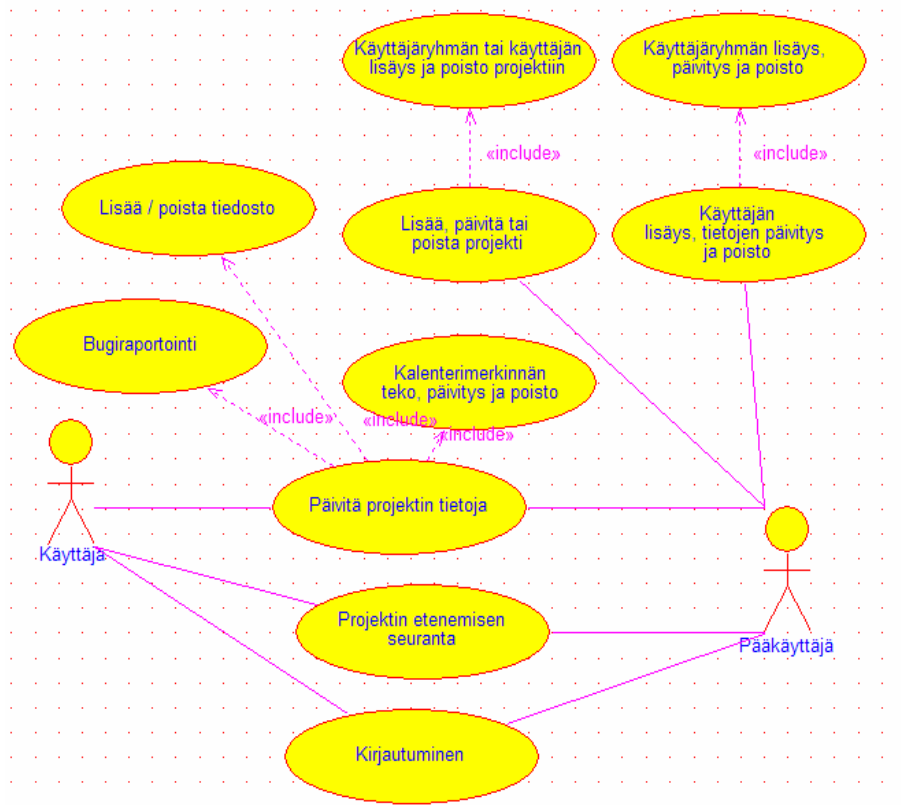 Käyttäjäryhmän tai käyttäjän
lisäys ja poisto projektiin
Käyttäjäryhmän lisäys,
päivitys ja poisto
«include»
«include»
Lisää / poista tiedosto
Lisää, päivitä tai
poista projekti
Käyttäjän
lisäys, tietojen päivitys
ja poisto
Bugiraportointi
Kalenterimerkinnän
teko, päivitys ja poisto
«include»
«include»
«include»
Päivitä projektin tietoja
Käyttäjä
Projektin etenemisen
seuranta
Pääkäyttäjä
Kirjautuminen